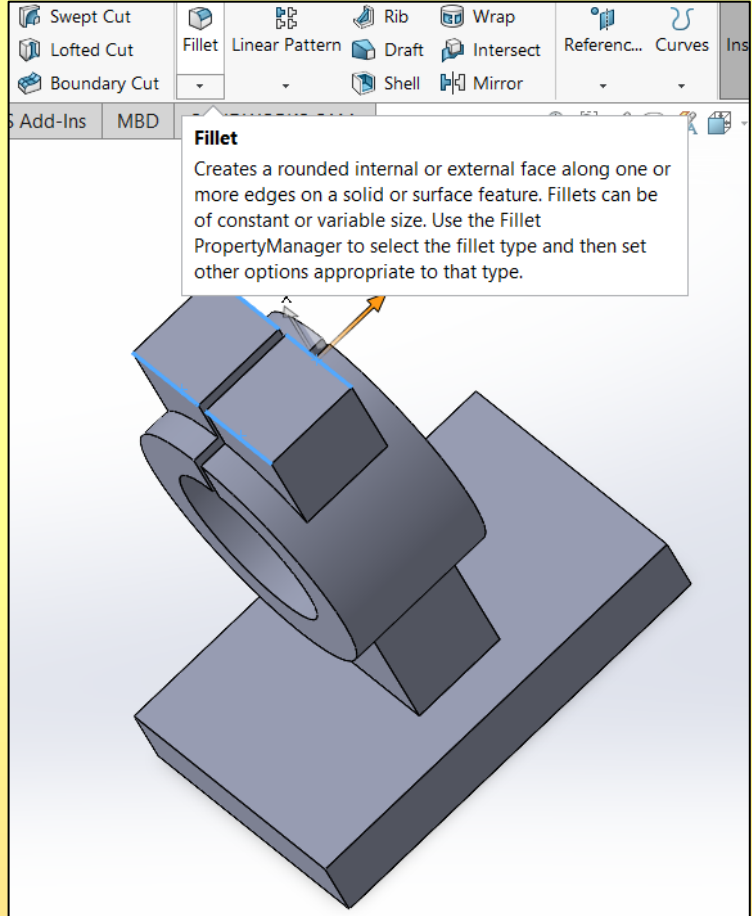 Swept Cut
Lofted Cut
Boundary Cut
Fillet
Linear Pattern
Rib
Draft
Shell
Wrap
Intersect
Mirror
Referenc...
Curves
Ins
S Add-Ins
MBD
Fillet
Creates a rounded internal or external face along one or
more edges on a solid or surface feature. Fillets can be
of constant or variable size. Use the Fillet
PropertyManager to select the fillet type and then set
other options appropriate to that type.